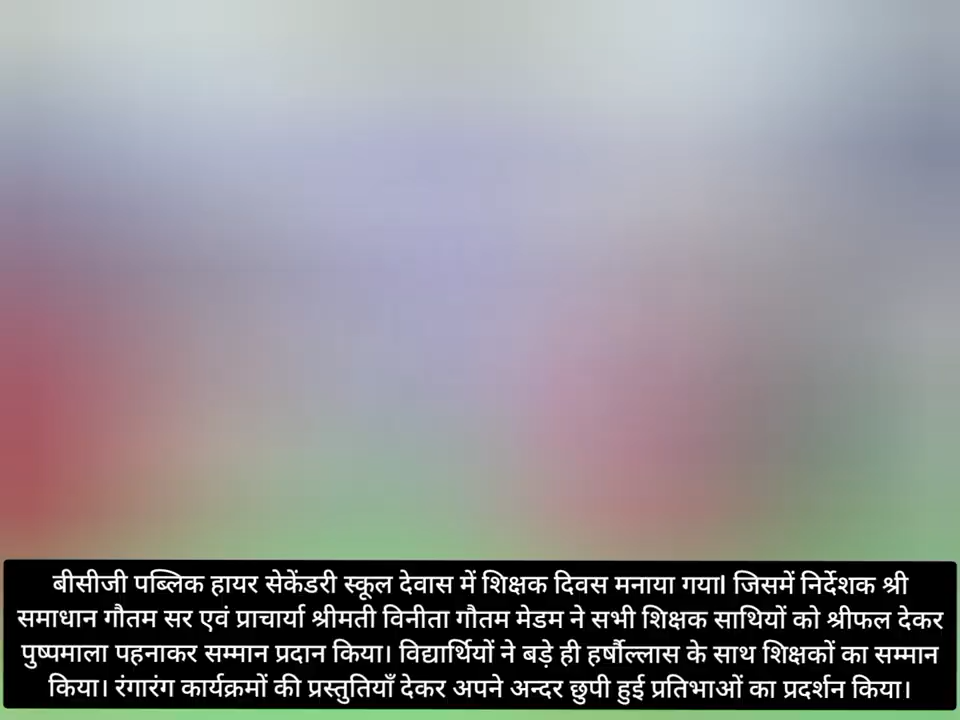 बीसीजी पब्लिक हायर सेकेंडरी स्कूल देवास में शिक्षक दिवस मनाया गया। जिसमें निर्देशक श्री
समाधान गौतम सर एवं प्राचार्या श्रीमती विनीता गौतम मेडम ने सभी शिक्षक साथियों को श्रीफल देकर
पुष्पमाला पहनाकर सम्मान प्रदान किया। विद्यार्थियों ने बड़े ही हर्षौल्लास के साथ शिक्षकों का सम्मान
किया। रंगारंग कार्यक्रमों की प्रस्तुतियाँ देकर अपने अन्दर छुपी हुई प्रतिभाओं का प्रदर्शन किया।